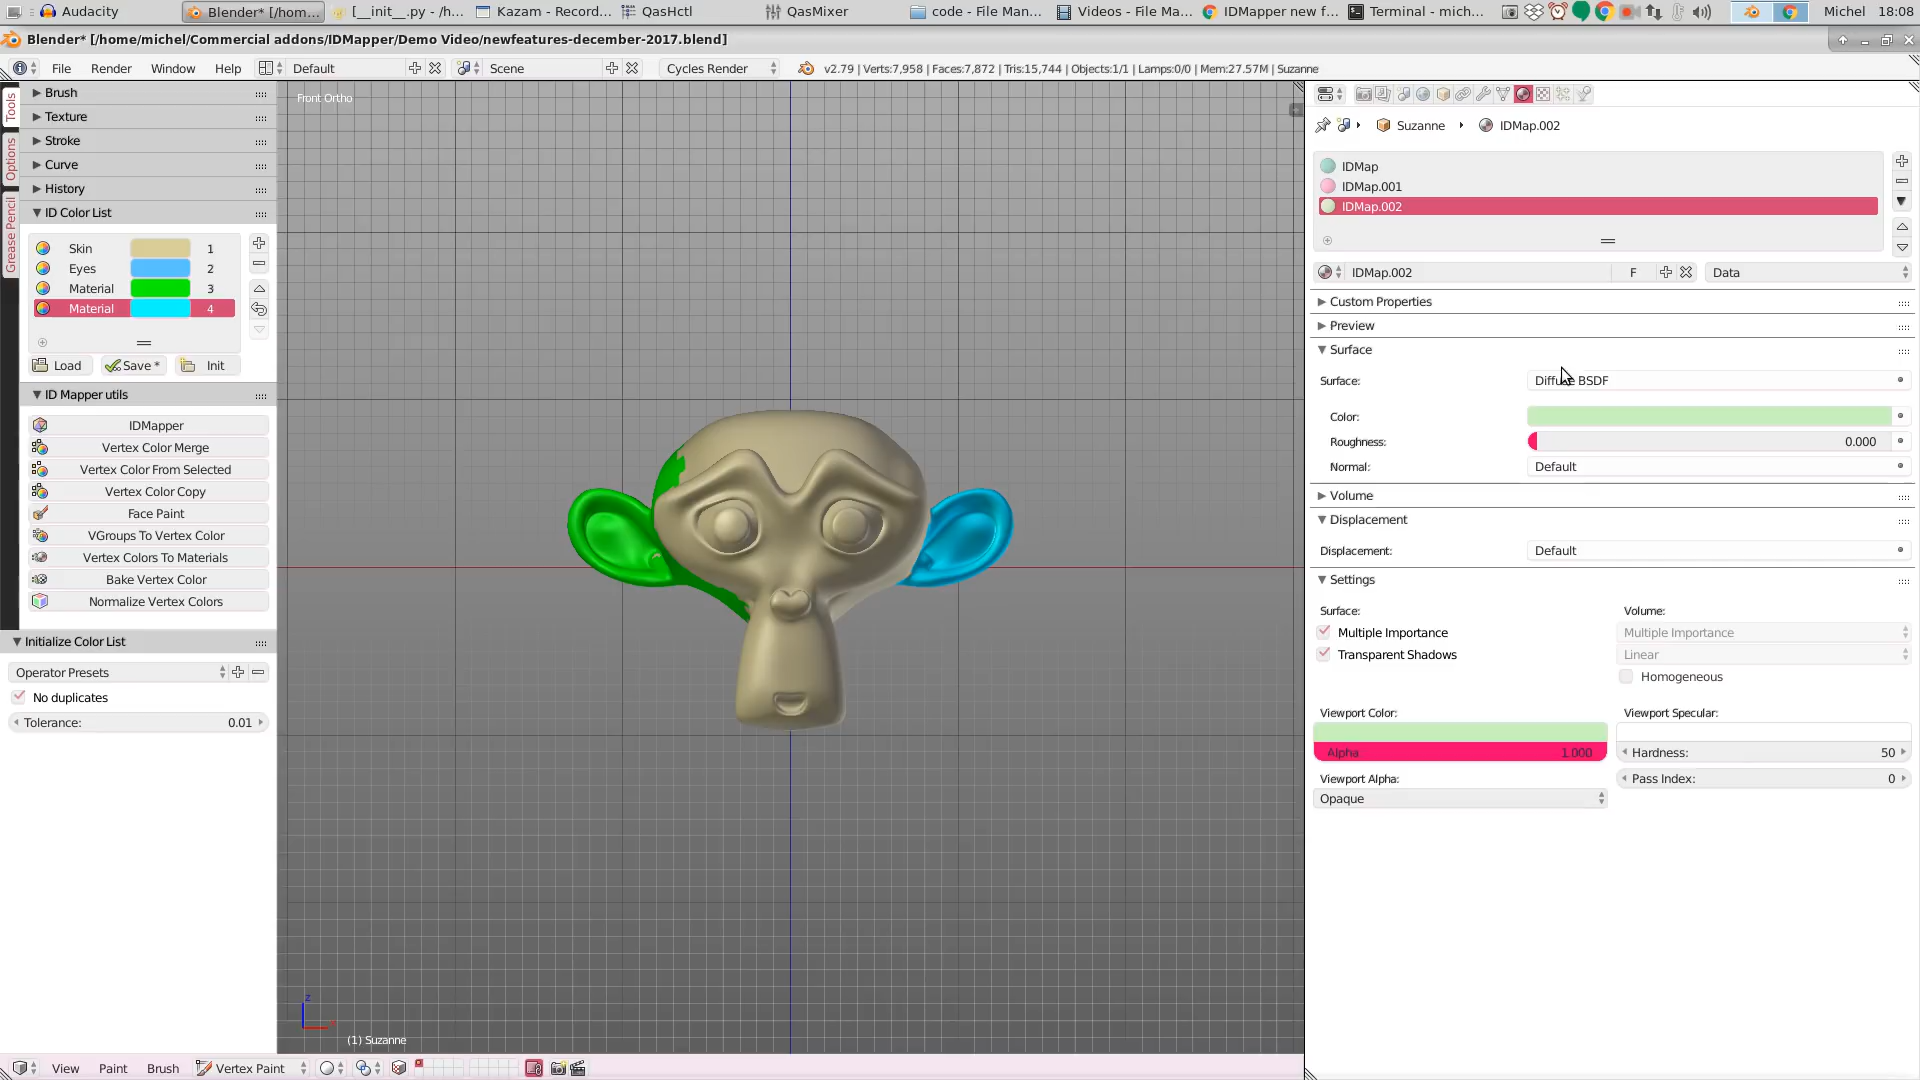 Audacity
Blender* [/hom...
[__init__.py - /h...
Kazam - Record...
QasHctl
QasMixer
code - File Man...
Videos - File Ma...
IDMapper new f...
Terminal - mich...
Michel 18:08
Blender* [/home/michel/Commercial addons/IDMapper/Demo Video/newfeatures-december-2017.blend]
File Render Window Help
Default
Scene
Cycles Render
v2.79 | Verts:7,958 | Faces:7,872 | Tris:15,744 | Objects:1/1 | Lamps:0/0 | Mem:27.57M | Suzanne
Tools
Options
Grease Pencil
Brush
Texture
Stroke
Curve
History
ID Color List
Skin 1
Eyes 2
Material 3
Material 4
Load Save * Init
ID Mapper utils
IDMapper
Vertex Color Merge
Vertex Color From Selected
Vertex Color Copy
Face Paint
VGroups To Vertex Color
Vertex Colors To Materials
Bake Vertex Color
Normalize Vertex Colors
Initialize Color List
Operator Presets
No duplicates
Tolerance: 0.01
Front Ortho
z
(1) Suzanne
View Paint Brush Vertex Paint
Suzanne IDMap.002
IDMap
IDMap.001
IDMap.002
IDMap.002 F Data
Custom Properties
Preview
Surface
Surface: Diffuse BSDF
Color:
Roughness: 0.000
Normal: Default
Volume
Displacement
Displacement: Default
Settings
Surface: Volume:
Multiple Importance Multiple Importance
Transparent Shadows Linear
Homogeneous
Viewport Color: Viewport Specular:
Alpha 1.000 Hardness: 50
Viewport Alpha: Pass Index: 0
Opaque